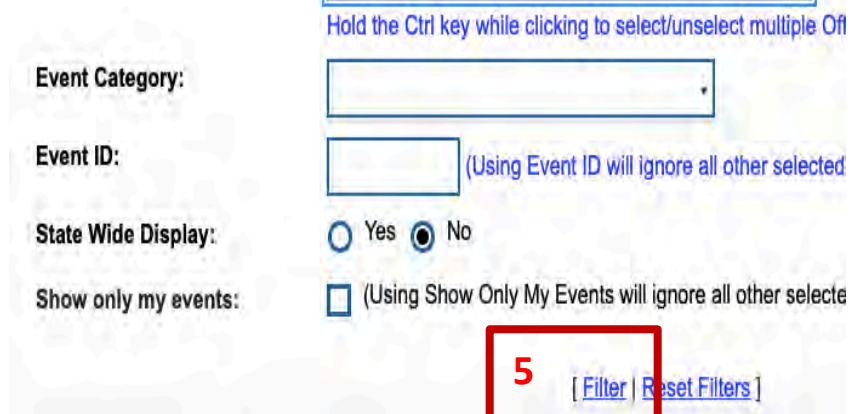 Hold the Ctrl key while clicking to select/unselect multiple Off
Event Category:
Event ID: (Using Event ID will ignore all other selected
State Wide Display: Yes No
Show only my events: (Using Show Only My Events will ignore all other selecte
5 [ Filter | Reset Filters ]